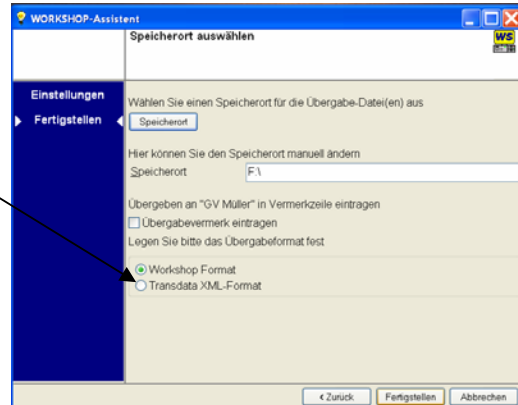 WORKSHOP-Assistent
Speicherort auswählen
WS
Einstellungen
Fertigstellen
Wählen Sie einen Speicherort für die Übergabe-Datei(en) aus
Speicherort
Hier können Sie den Speicherort manuell ändern
Speicherort F:\
Übergeben an "GV Müller" in Vermerkzeile eintragen
Übergabevermerk eintragen
Legen Sie bitte das Übergabeformat fest
Workshop Format
Transdata XML-Format
< Zurück Fertigstellen Abbrechen